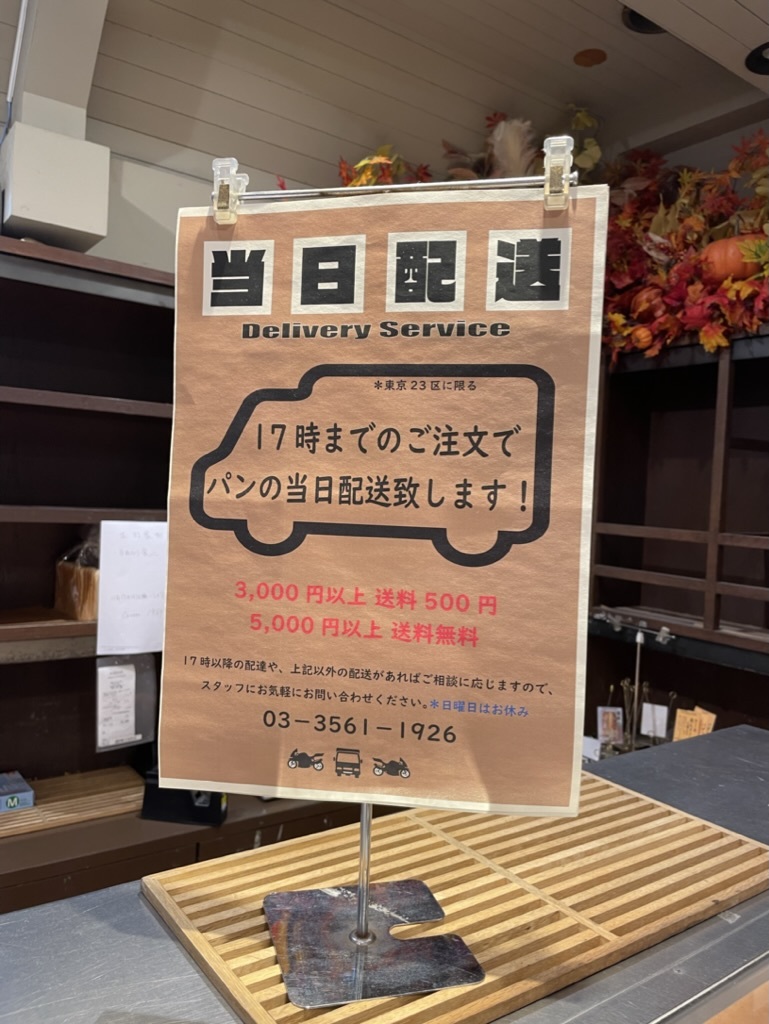 当日配送
Delivery Service
＊東京23区に限る
17時までのご注文で
パンの当日配送致します！
3,000円以上 送料500円
5,000円以上 送料無料
17時以降の配達や、上記以外の配送があればご相談に応じますので、
スタッフにお気軽にお問い合わせください。＊日曜日はお休み
03－3561－1926
M